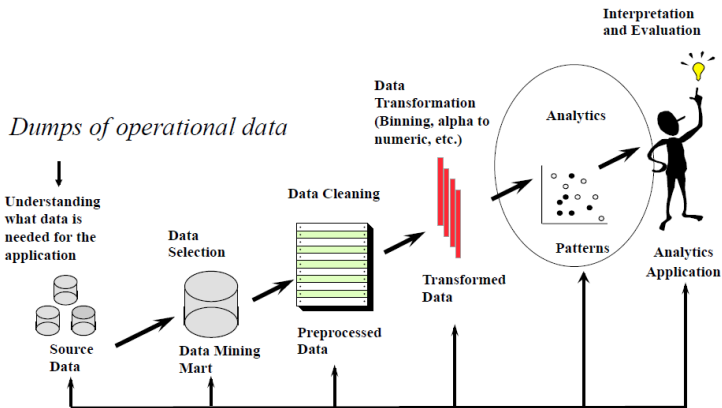 Interpretation
and Evaluation
Data
Transformation
(Binning, alpha to
numeric, etc.)
Analytics
Dumps of operational data
Understanding
what data is
needed for the
application
Data
Selection
Data Cleaning
Patterns
Analytics
Application
Transformed
Data
Source
Data
Data Mining
Mart
Preprocessed
Data